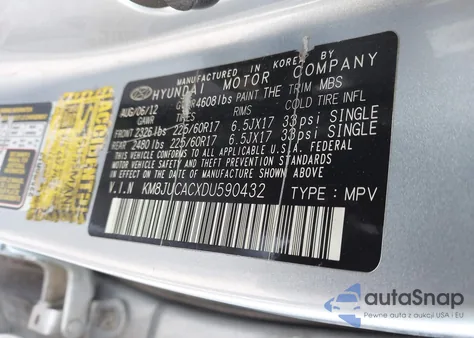 MANUFACTURED IN KOREA BY
HYUNDAI MOTOR COMPANY
AUG/06/12 GVWR4608lbs PAINT THE TRIM MBS
GAWR TIRES RIMS COLD TIRE INFL
FRONT 2326lbs 225/60R17 6.5JX17 33psi SINGLE
REAR 2480lbs 225/60R17 6.5JX17 33psi SINGLE
THIS VEHICLE CONFORMS TO ALL APPLICABLE U.S.A. FEDERAL
MOTOR VEHICLE SAFETY AND THEFT PREVENTION STANDARDS
IN EFFECT ON THE DATE OF MANUFACTURE SHOWN ABOVE.
V.I.N KM8JUCACXDU590432 TYPE : MPV
autoSnap
Pewne auta z aukcji USA i EU